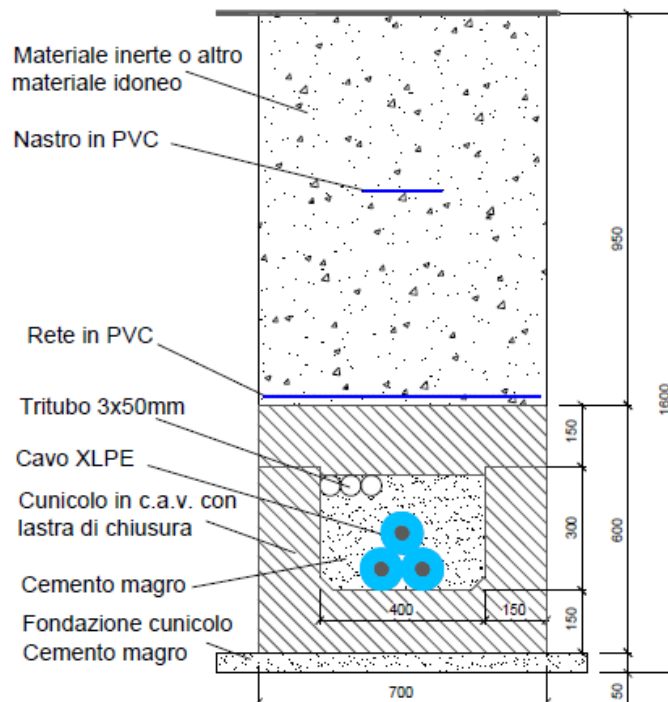 Materiale inerte o altro
materiale idoneo
Nastro in PVC
950
Rete in PVC
1600
Tritubo 3x50mm
150
Cavo XLPE
Cunicolo in c.a.v. con
lastra di chiusura
300
600
Cemento magro
400
150
150
Fondazione cunicolo
Cemento magro
700
50